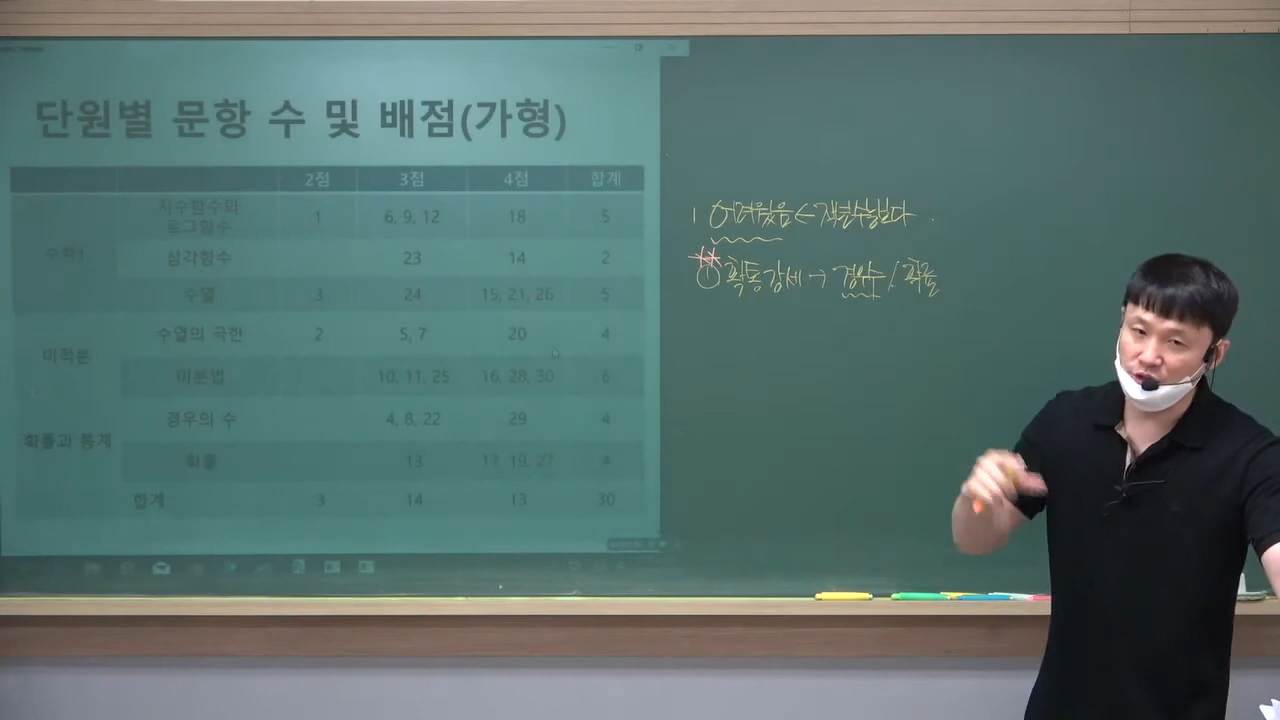 단원별 문항 수 및 배점(가형)
2점 3점 4점 합계
지수함수와
로그함수 1 6, 9, 12 18 5
수학1
삼각함수 23 14 2
수열 3 24 15, 21, 26 5
수열의 극한 2 5, 7 20 4
미적분
미분법 10, 11, 25 16, 28, 30 6
경우의 수 4, 8, 22 29 4
확률과 통계
확률 13 17, 19, 27 4
합계 3 14 13 30
1 어려웠음 ← 작년수능보다.
① 확통강세 → 경우수 / 확률